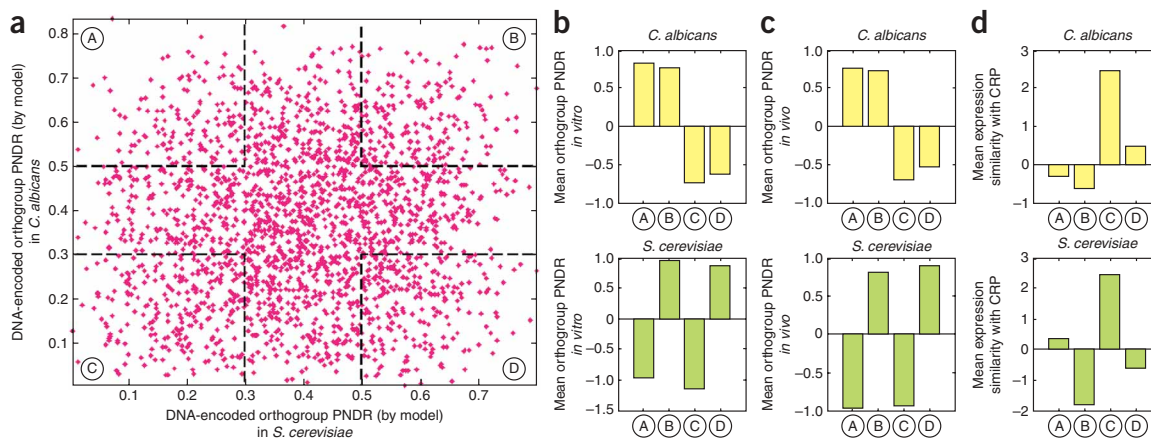 a
A
B
C
D
0.8
0.7
0.6
0.5
0.4
0.3
0.2
0.1
DNA-encoded orthogroup PNDR (by model)
in C. albicans
0.1 0.2 0.3 0.4 0.5 0.6 0.7
DNA-encoded orthogroup PNDR (by model)
in S. cerevisiae
b
C. albicans
Mean orthogroup PNDR
in vitro
1.0
0.5
0
−0.5
−1.0
A B C D
S. cerevisiae
Mean orthogroup PNDR
in vitro
1.0
0.5
0
−0.5
−1.0
−1.5
A B C D
c
C. albicans
Mean orthogroup PNDR
in vivo
1.0
0.5
0
−0.5
−1.0
A B C D
S. cerevisiae
Mean orthogroup PNDR
in vivo
1.0
0.5
0
−0.5
−1.0
A B C D
d
C. albicans
Mean expression
similarity with CRP
3
2
1
0
−1
A B C D
S. cerevisiae
Mean expression
similarity with CRP
3
2
1
0
−1
−2
A B C D